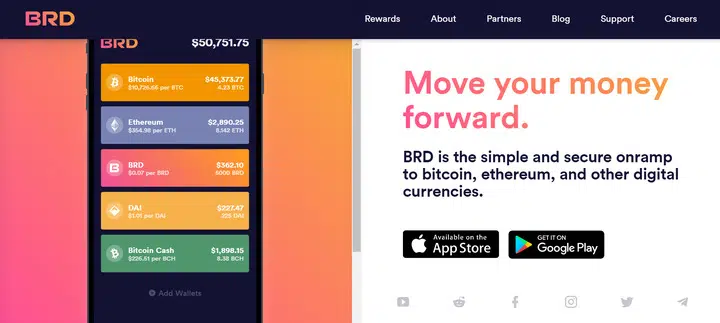 BRD
Rewards
About
Partners
Blog
Support
Careers
BRD
$50,751.75
Bitcoin
$45,373.77
$10,726.65 per BTC
4.23 BTC
Ethereum
$2,890.25
$354.98 per ETH
8.142 ETH
BRD
$362.10
$0.07 per BRD
5000 BRD
DAI
$227.47
$1.01 per DAI
225 DAI
Bitcoin Cash
$1,898.15
$226.51 per BCH
8.38 BCH
Add Wallets
Move your money
forward.
BRD is the simple and secure onramp
to bitcoin, ethereum, and other digital
currencies.
Available on the
App Store
GET IT ON
Google Play